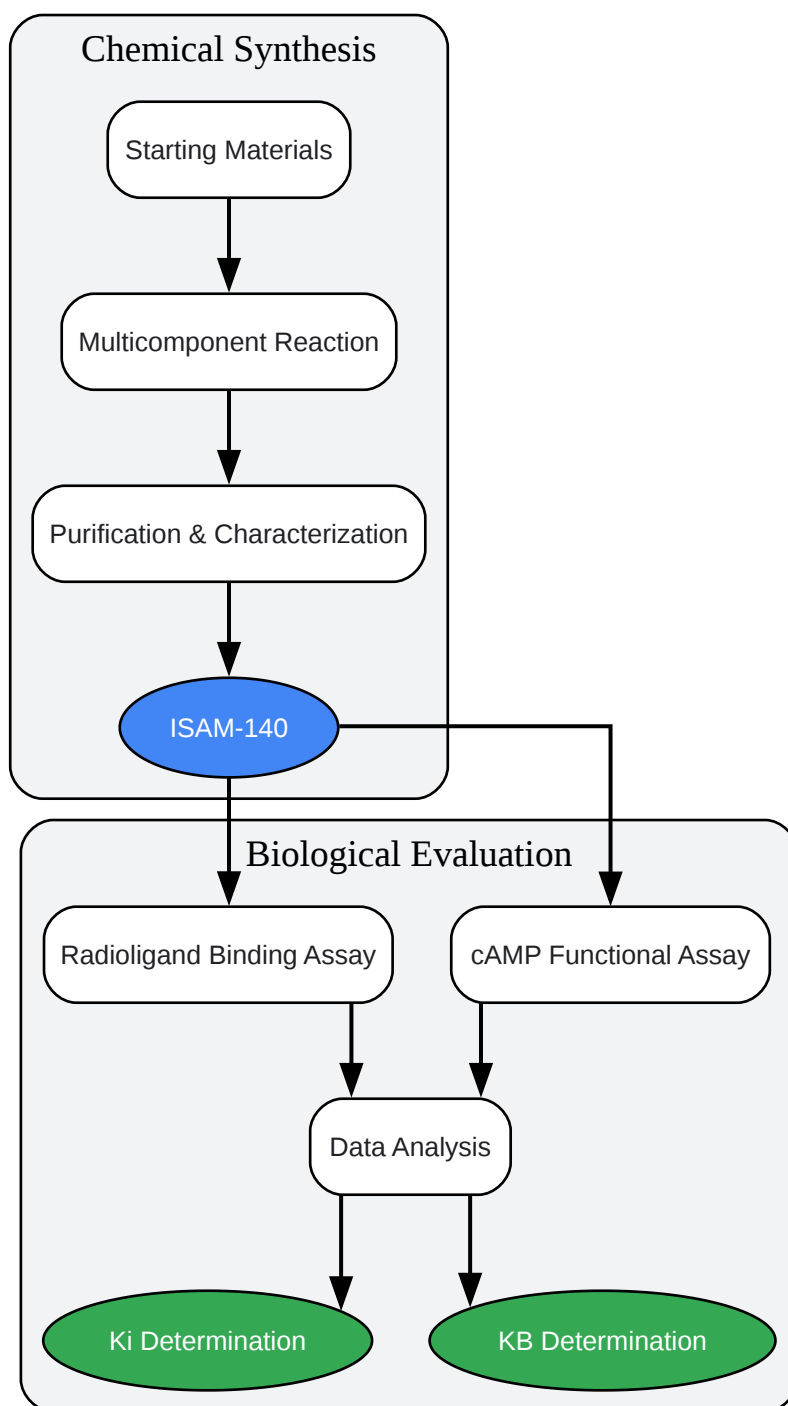 Chemical Synthesis
Starting Materials
Multicomponent Reaction
Purification & Characterization
ISAM-140
Biological Evaluation
Radioligand Binding Assay
cAMP Functional Assay
Data Analysis
Ki Determination
KB Determination